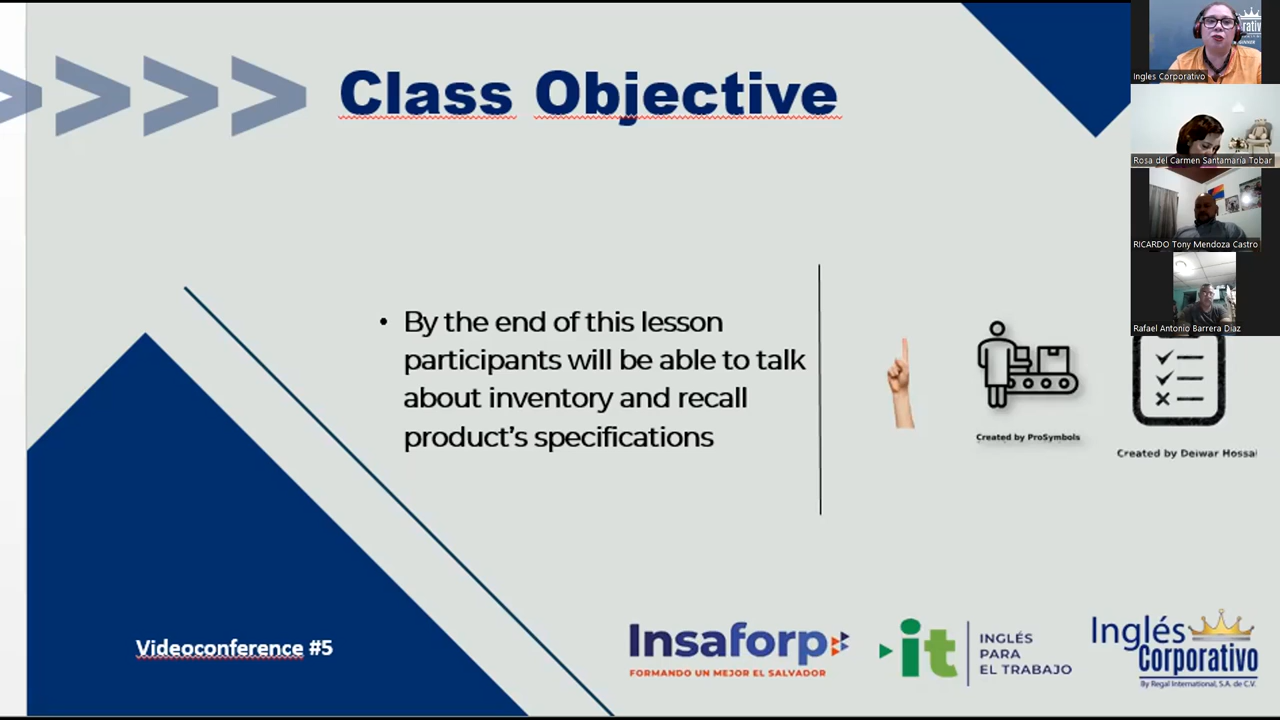 Class Objective
• By the end of this lesson
participants will be able to talk
about inventory and recall
product's specifications
Created by ProSymbols
Created by Deiwar Hossai
Videoconference #5
Insaforp
FORMANDO UN MEJOR EL SALVADOR
it
INGLÉS
PARA
EL TRABAJO
Inglés
Corporativo
By Regal International, S.A. de C.V.
Ingles Corporativo
Rosa del Carmen Santamaría Tobar
RICARDO Tony Mendoza Castro
Rafael Antonio Barrera Diaz